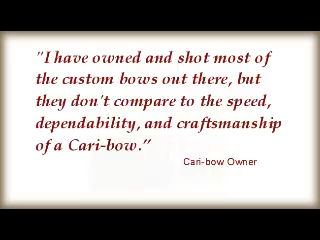 "I have owned and shot most of
the custom bows out there, but
they don't compare to the speed,
dependability, and craftsmanship
of a Cari-bow.”
Cari-bow Owner